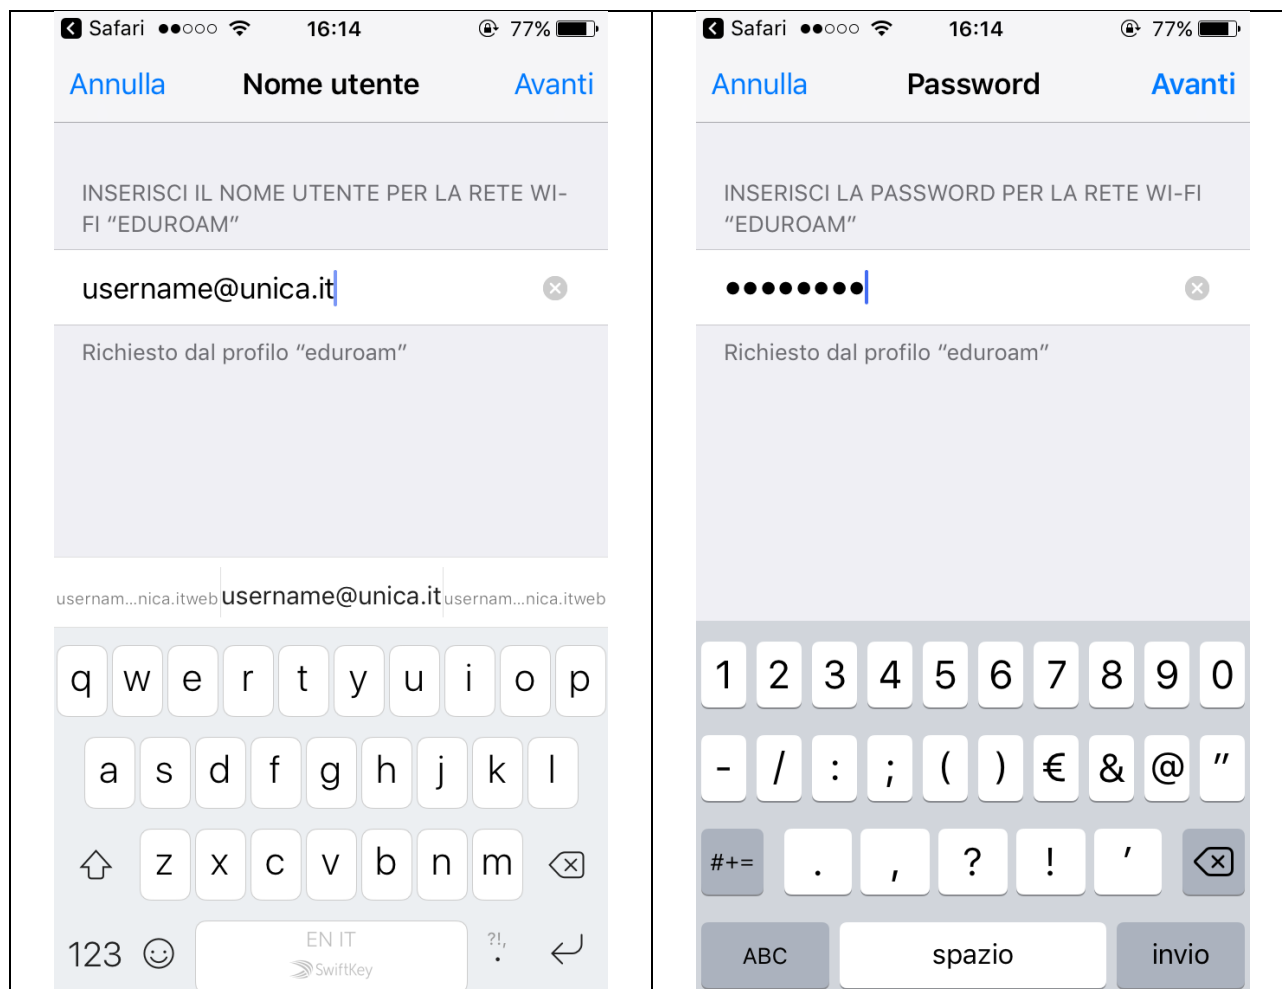 Safari 16:14 77%
Annulla Nome utente Avanti
INSERISCI IL NOME UTENTE PER LA RETE WI-
FI “EDUROAM”
username@unica.it
Richiesto dal profilo “eduroam”
usernam...nica.itweb username@unica.it usernam...nica.itweb
q w e r t y u i o p
a s d f g h j k l
z x c v b n m
123 EN IT ?!, .
SwiftKey
Safari 16:14 77%
Annulla Password Avanti
INSERISCI LA PASSWORD PER LA RETE WI-FI
“EDUROAM”
••••••••
Richiesto dal profilo “eduroam”
1 2 3 4 5 6 7 8 9 0
- / : ; ( ) € & @ "
#+= . , ? ! ’
ABC spazio invio